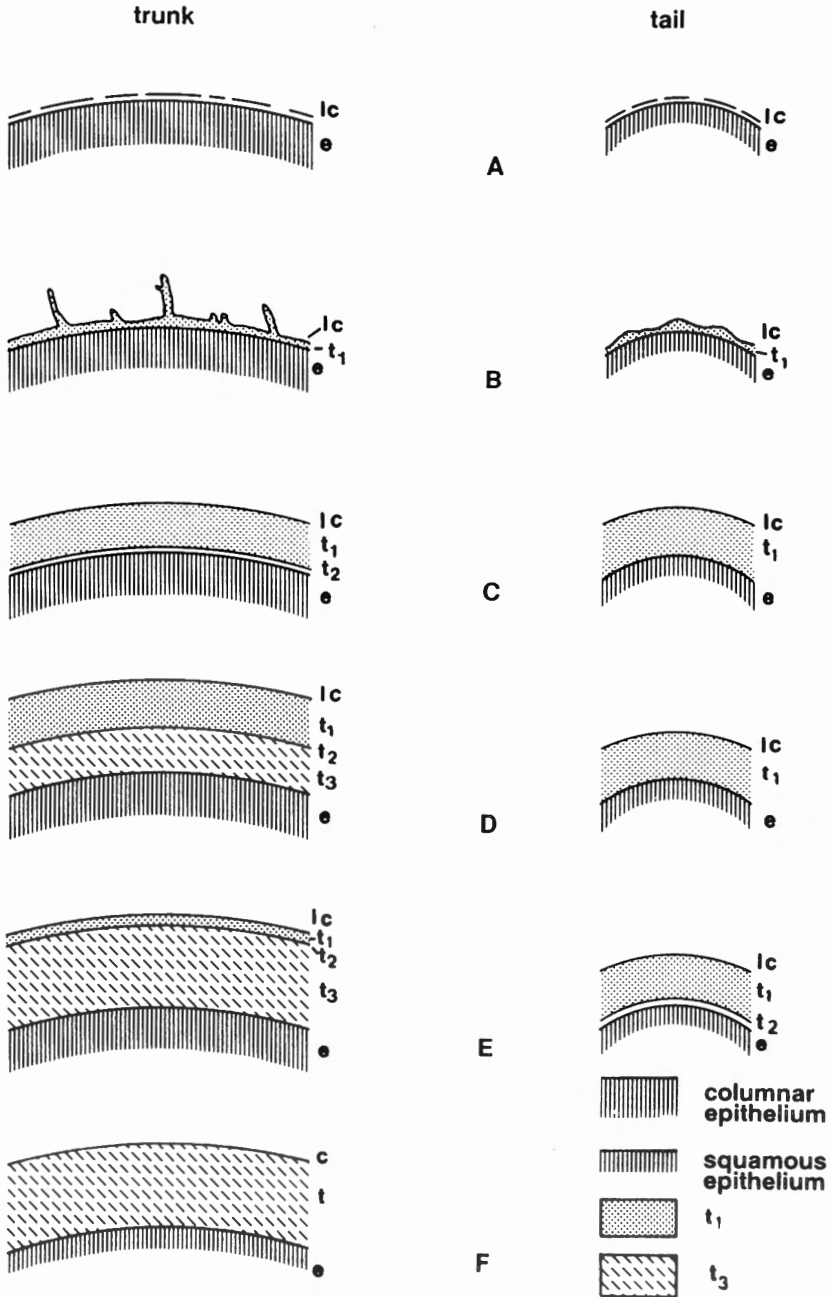 trunk
tail
lc
e
A
lc
e
lc
t₁
e
B
lc
t₁
e
lc
t₁
t₂
e
C
lc
t₁
e
lc
t₁
t₂
t₃
e
D
lc
t₁
e
lc
t₁
t₂
t₃
e
E
lc
t₁
t₂
e
columnar
epithelium
squamous
epithelium
t₁
t₃
c
t
e
F